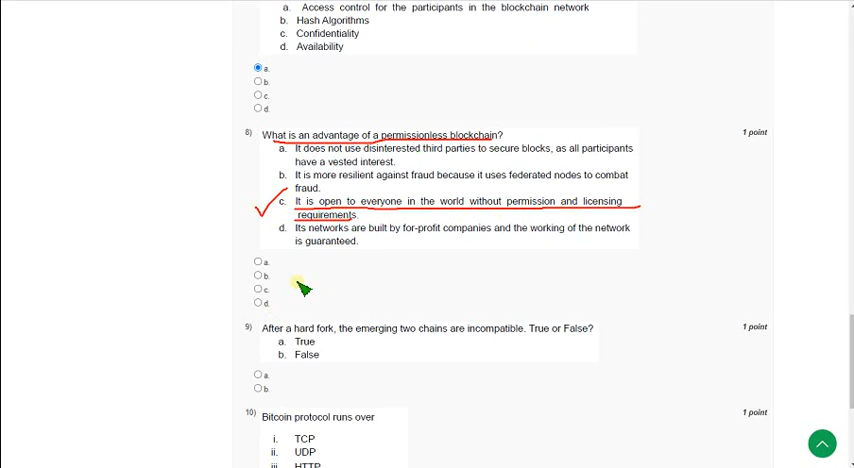 a. Access control for the participants in the blockchain network
b. Hash Algorithms
c. Confidentiality
d. Availability
a.
b.
c.
d.
8) What is an advantage of a permissionless blockchain? 1 point
a. It does not use disinterested third parties to secure blocks, as all participants
have a vested interest.
b. It is more resilient against fraud because it uses federated nodes to combat
fraud.
c. It is open to everyone in the world without permission and licensing
requirements.
d. Its networks are built by for-profit companies and the working of the network
is guaranteed.
a.
b.
c.
d.
9) After a hard fork, the emerging two chains are incompatible. True or False? 1 point
a. True
b. False
a.
b.
10) Bitcoin protocol runs over 1 point
i. TCP
ii. UDP
iii. HTTP